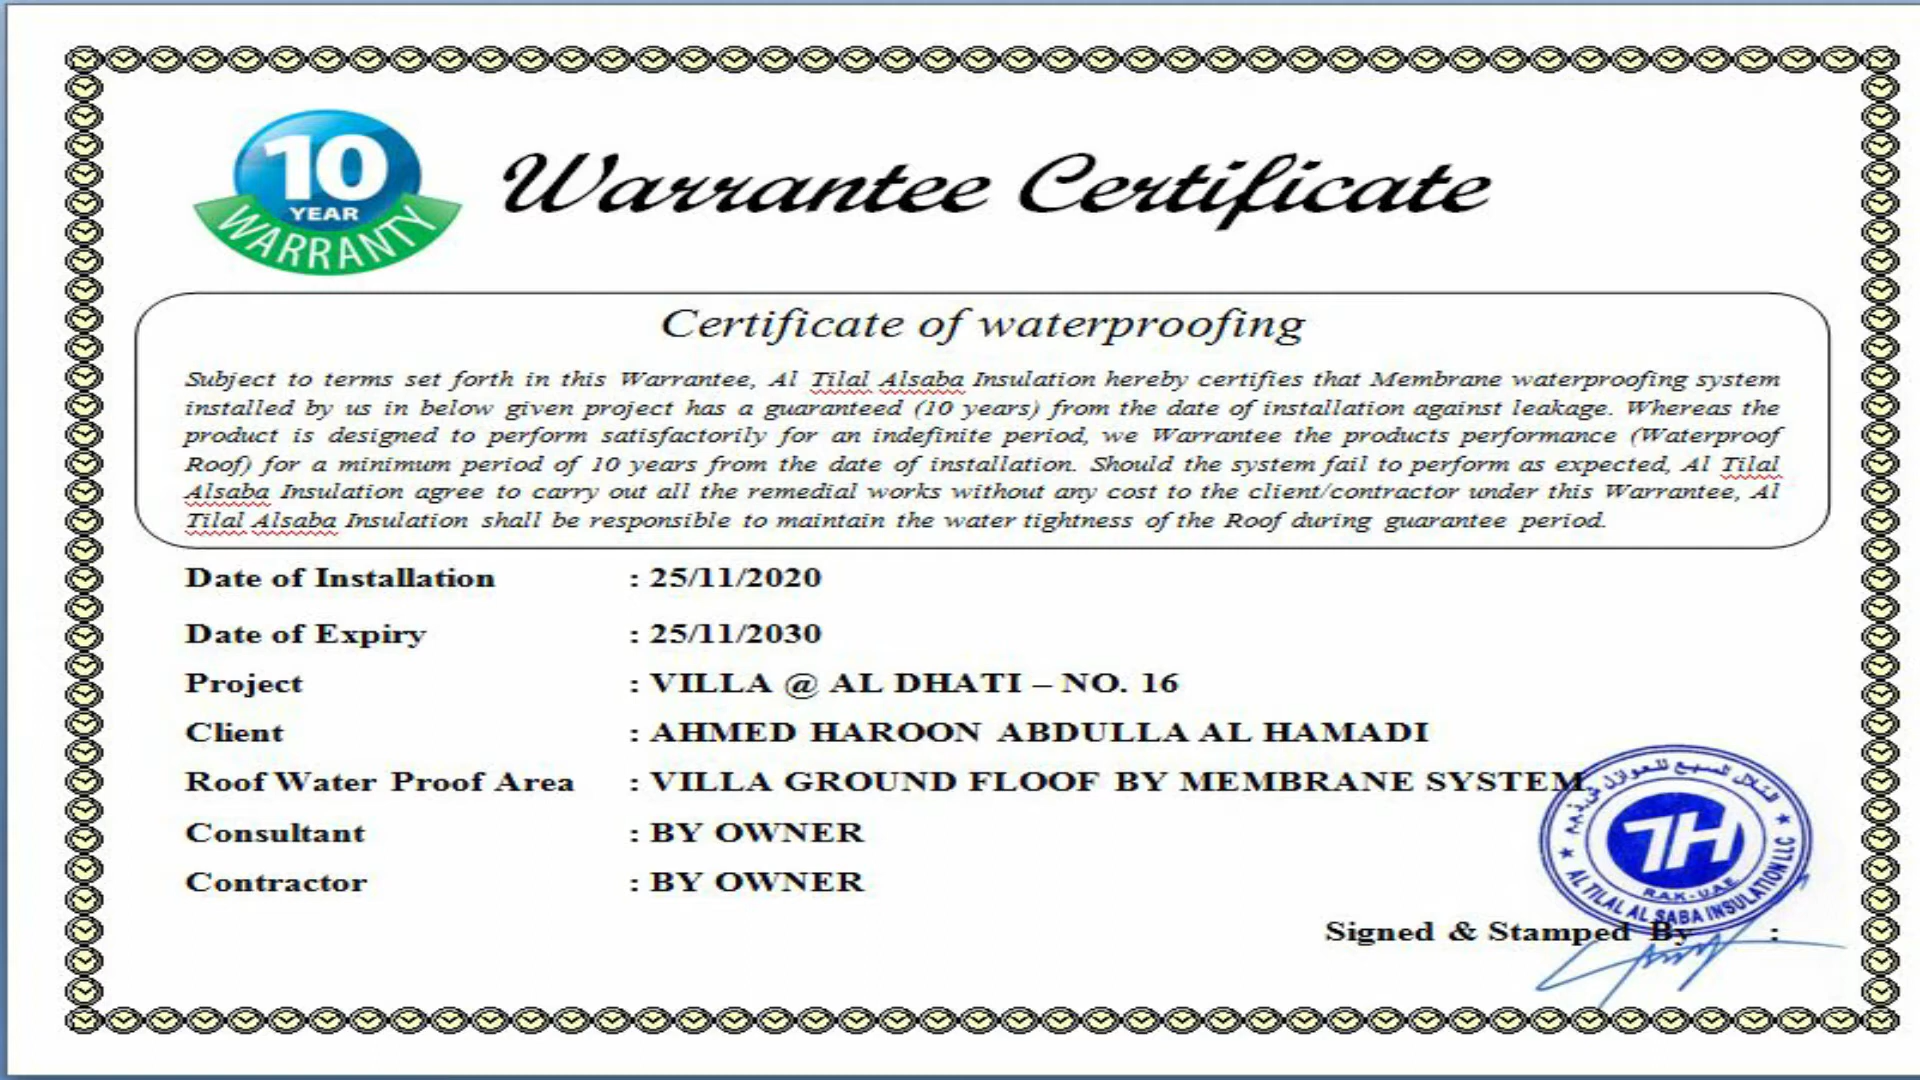 10
YEAR
WARRANTY
Warrantee Certificate
Certificate of waterproofing
Subject to terms set forth in this Warrantee, Al Tilal Alsaba Insulation hereby certifies that Membrane waterproofing system
installed by us in below given project has a guaranteed (10 years) from the date of installation against leakage. Whereas the
product is designed to perform satisfactorily for an indefinite period, we Warrantee the products performance (Waterproof
Roof) for a minimum period of 10 years from the date of installation. Should the system fail to perform as expected, Al Tilal
Alsaba Insulation agree to carry out all the remedial works without any cost to the client/contractor under this Warrantee, Al
Tilal Alsaba Insulation shall be responsible to maintain the water tightness of the Roof during guarantee period.
Date of Installation : 25/11/2020
Date of Expiry : 25/11/2030
Project : VILLA @ AL DHATI – NO. 16
Client : AHMED HAROON ABDULLA AL HAMADI
Roof Water Proof Area : VILLA GROUND FLOOF BY MEMBRANE SYSTEM
Consultant : BY OWNER
Contractor : BY OWNER
التلال السبع للعوازل ش.ذ.م.م
TH
RAK-UAE
AL TILAL AL SABA INSULATION LLC
Signed & Stamped By :